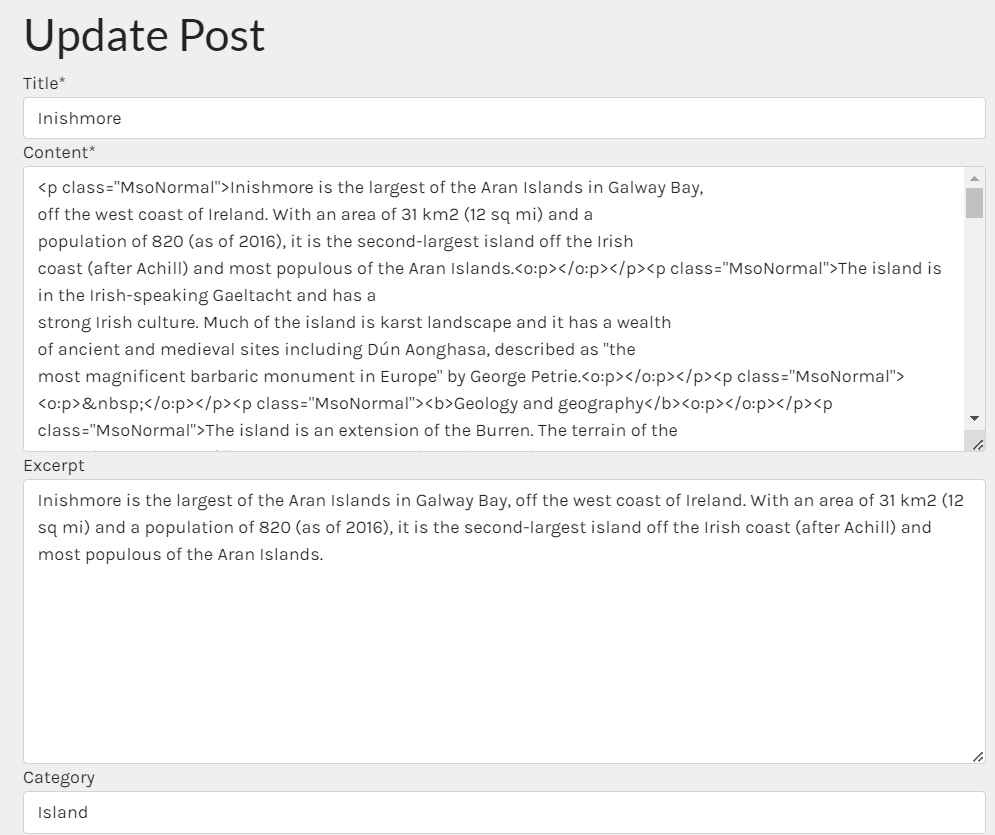 Update Post
Title*
Inishmore
Content*
<p class="MsoNormal">Inishmore is the largest of the Aran Islands in Galway Bay,
off the west coast of Ireland. With an area of 31 km2 (12 sq mi) and a
population of 820 (as of 2016), it is the second-largest island off the Irish
coast (after Achill) and most populous of the Aran Islands.<o:p></o:p></p><p class="MsoNormal">The island is
in the Irish-speaking Gaeltacht and has a
strong Irish culture. Much of the island is karst landscape and it has a wealth
of ancient and medieval sites including Dún Aonghasa, described as "the
most magnificent barbaric monument in Europe" by George Petrie.<o:p></o:p></p><p class="MsoNormal">
<o:p>&nbsp;</o:p></p><p class="MsoNormal"><b>Geology and geography</b><o:p></o:p></p><p
class="MsoNormal">The island is an extension of the Burren. The terrain of the
Excerpt
Inishmore is the largest of the Aran Islands in Galway Bay, off the west coast of Ireland. With an area of 31 km2 (12
sq mi) and a population of 820 (as of 2016), it is the second-largest island off the Irish coast (after Achill) and
most populous of the Aran Islands.
Category
Island